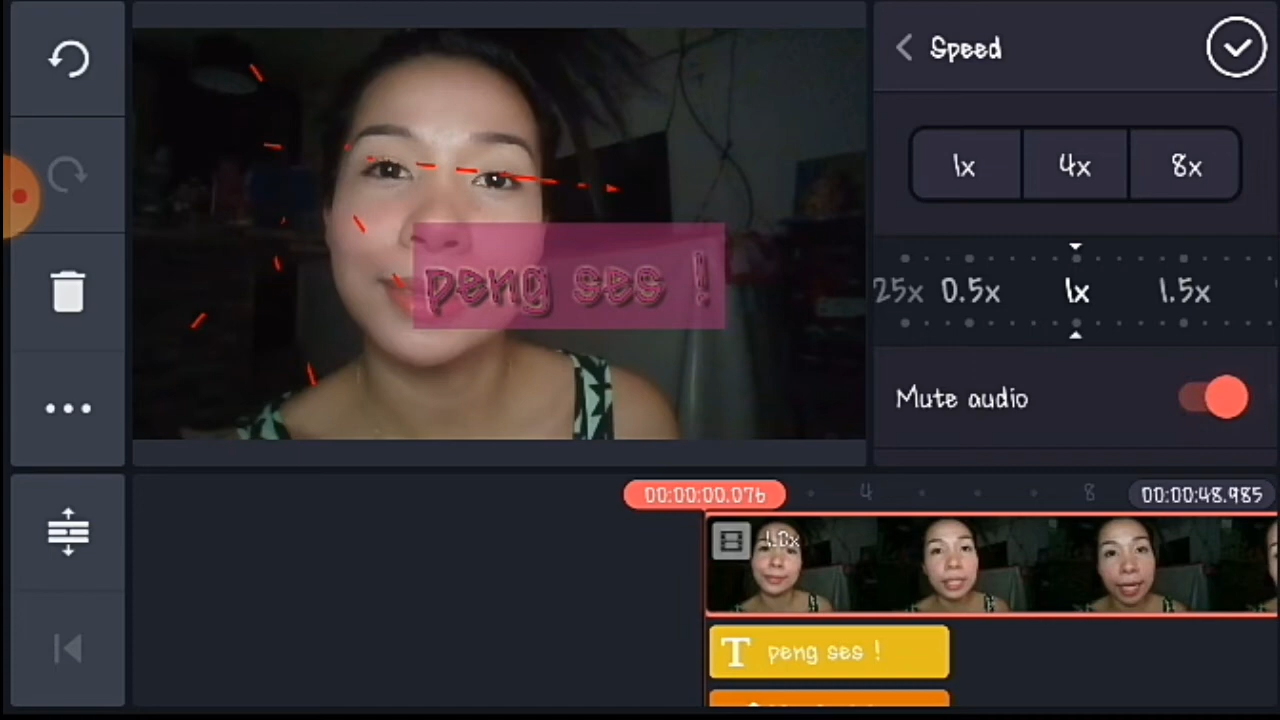 Speed
1x 4x 8x
peng ses !
25x 0.5x 1x 1.5x
Mute audio
00:00:00.076 4 8 00:00:48.985
1.0x
T peng ses !